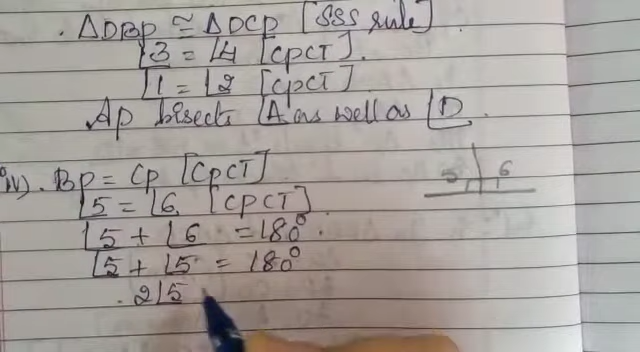 . ΔDBP ≅ ΔDCP [SSS rule]
∠3 = ∠4 [CPCT].
∠1 = ∠2 [CPCT]
AP bisects ∠A as well as ∠D.
iv). BP = CP [CPCT]
∠5 = ∠6 [CPCT]
∠5 + ∠6 = 180°.
∠5 + ∠5 = 180°
. 2∠5
5 6